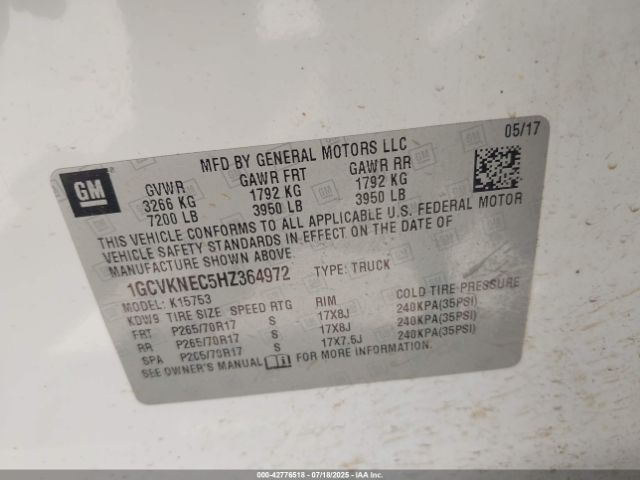 05/17
MFD BY GENERAL MOTORS LLC
GM
GVWR GAWR FRT GAWR RR
3266 KG 1792 KG 1792 KG
7200 LB 3950 LB 3950 LB
THIS VEHICLE CONFORMS TO ALL APPLICABLE U.S. FEDERAL MOTOR
VEHICLE SAFETY STANDARDS IN EFFECT ON THE DATE OF
MANUFACTURE SHOWN ABOVE.
1GCVKNEC5HZ364972 TYPE: TRUCK
MODEL: K15753
KDW9 TIRE SIZE SPEED RTG RIM COLD TIRE PRESSURE
FRT P265/70R17 S 17X8J 240KPA(35PSI)
RR P265/70R17 S 17X8J 240KPA(35PSI)
SPA P265/70R17 S 17X7.5J 240KPA(35PSI)
SEE OWNER'S MANUAL FOR MORE INFORMATION.
000-42776518 - 07/18/2025 - IAA Inc.